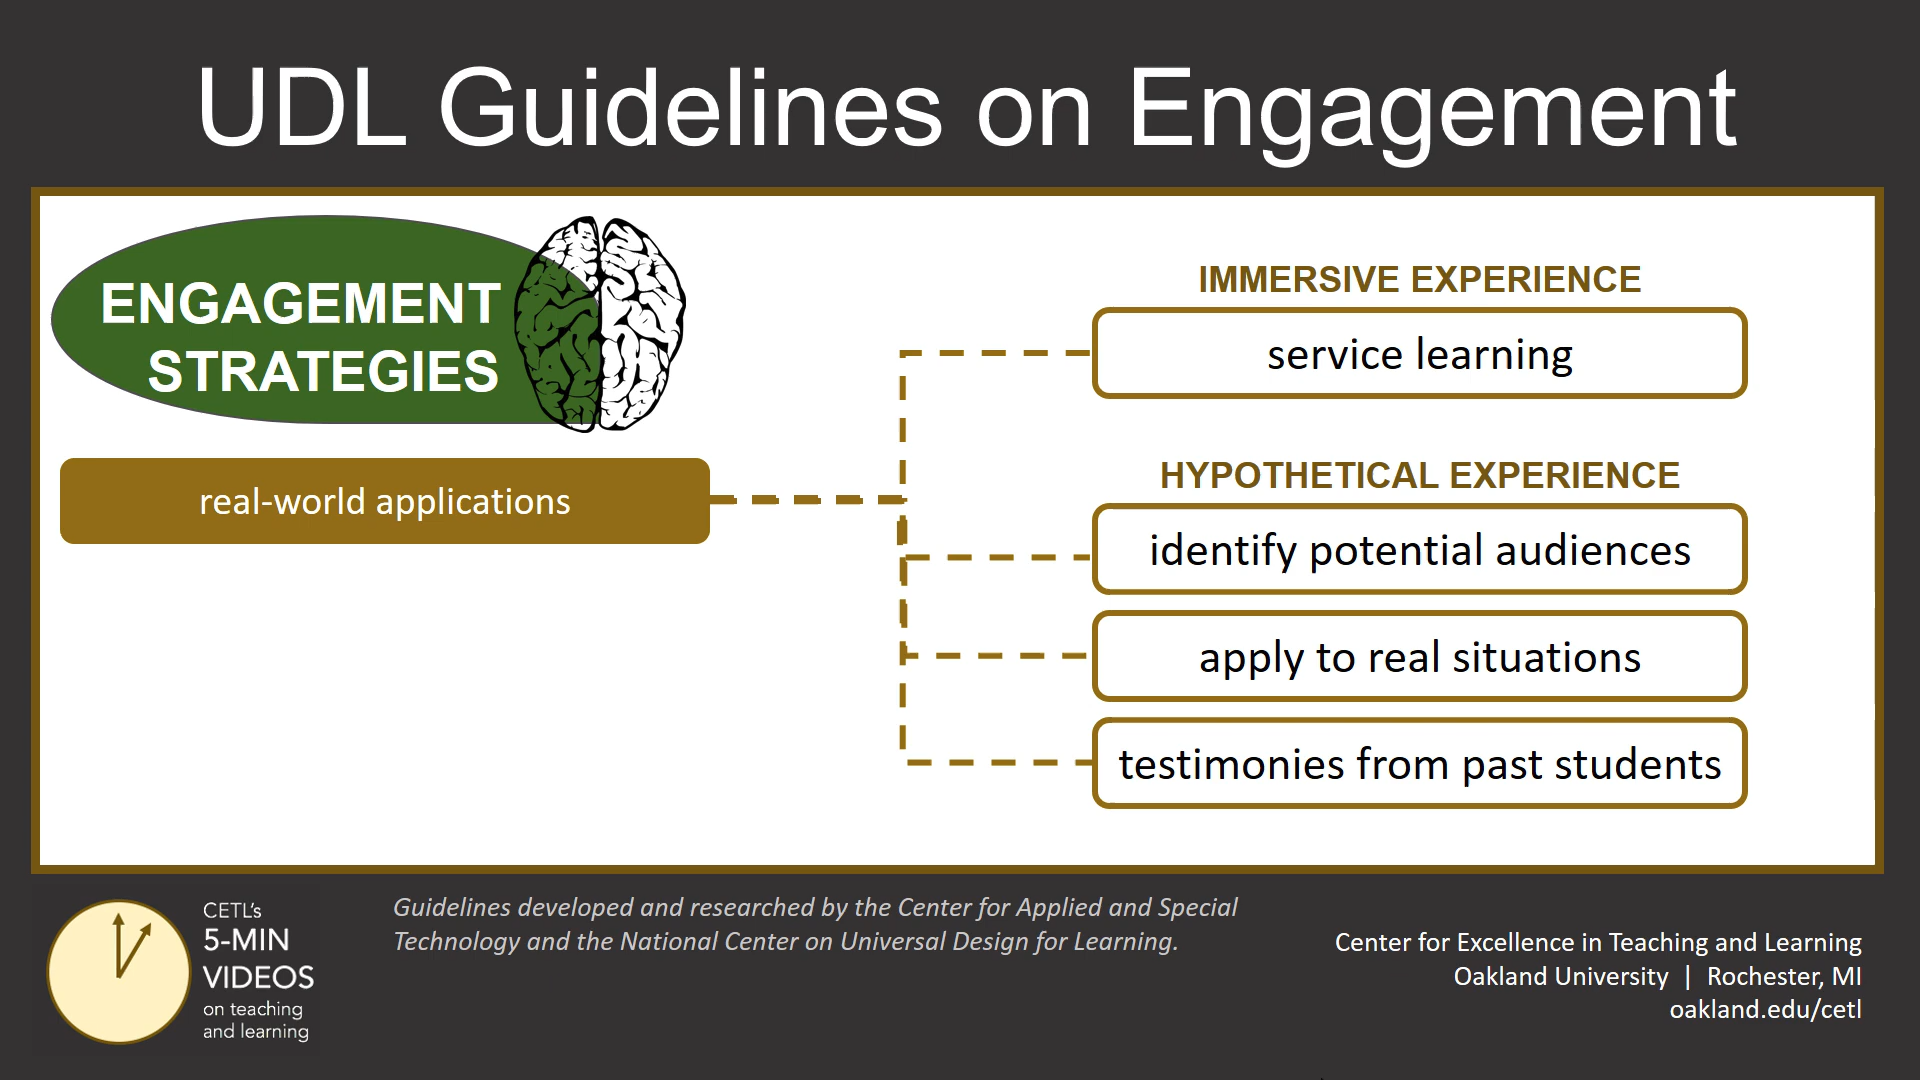 UDL Guidelines on Engagement
ENGAGEMENT
STRATEGIES
real-world applications
IMMERSIVE EXPERIENCE
service learning
HYPOTHETICAL EXPERIENCE
identify potential audiences
apply to real situations
testimonies from past students
CETL's
5-MIN
VIDEOS
on teaching
and learning
Guidelines developed and researched by the Center for Applied and Special
Technology and the National Center on Universal Design for Learning.
Center for Excellence in Teaching and Learning
Oakland University | Rochester, MI
oakland.edu/cetl